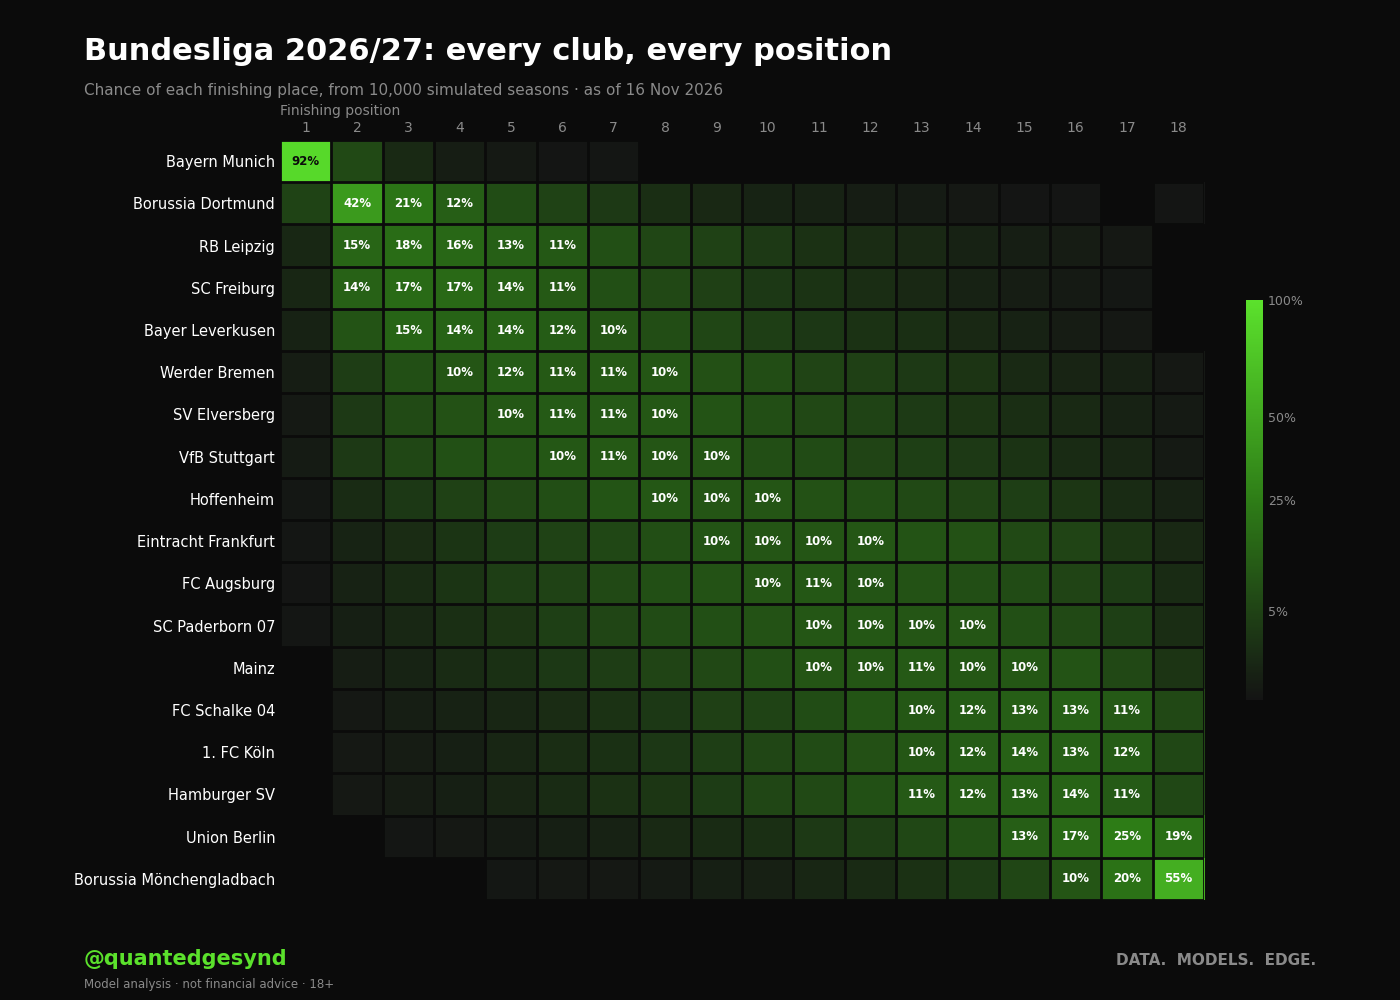 Bundesliga 2026/27: every club, every position
Chance of each finishing place, from 10,000 simulated seasons · as of 16 Nov 2026
Finishing position
1 2 3 4 5 6 7 8 9 10 11 12 13 14 15 16 17 18
Bayern Munich 92%
Borussia Dortmund 42% 21% 12%
RB Leipzig 15% 18% 16% 13% 11%
SC Freiburg 14% 17% 17% 14% 11%
Bayer Leverkusen 15% 14% 14% 12% 10%
Werder Bremen 10% 12% 11% 11% 10%
SV Elversberg 10% 11% 11% 10%
VfB Stuttgart 10% 11% 10% 10%
Hoffenheim 10% 10% 10%
Eintracht Frankfurt 10% 10% 10% 10%
FC Augsburg 10% 11% 10%
SC Paderborn 07 10% 10% 10% 10%
Mainz 10% 10% 11% 10% 10%
FC Schalke 04 10% 12% 13% 13% 11%
1. FC Köln 10% 12% 14% 13% 12%
Hamburger SV 11% 12% 13% 14% 11%
Union Berlin 13% 17% 25% 19%
Borussia Mönchengladbach 10% 20% 55%
100%
50%
25%
5%
@quantedgesynd
DATA. MODELS. EDGE.
Model analysis · not financial advice · 18+